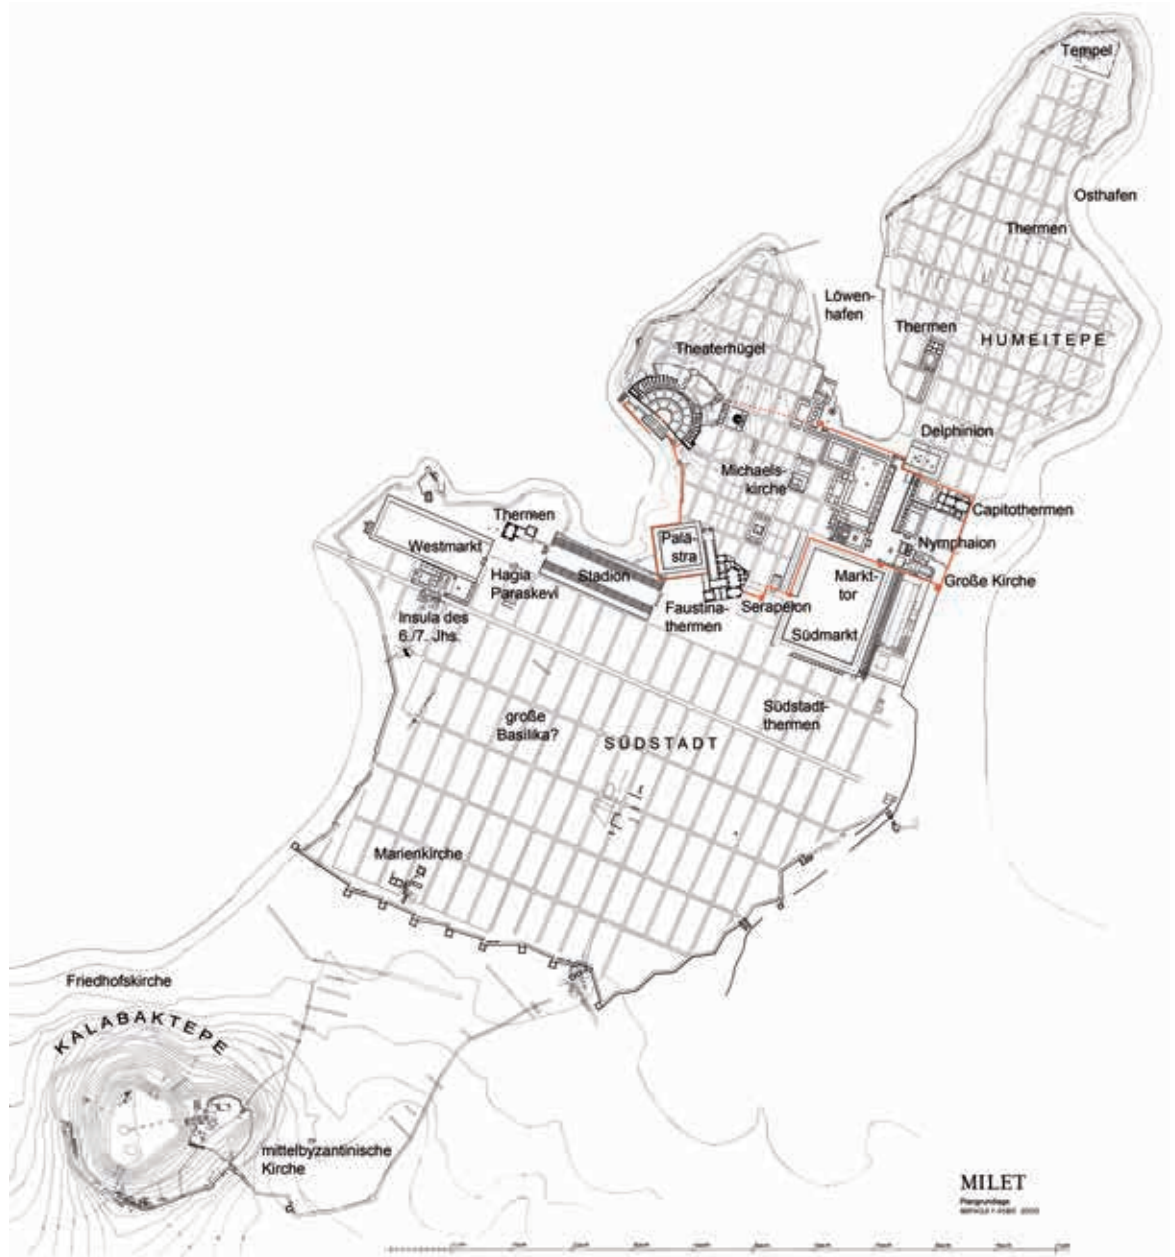 Tempel
Osthafen
Thermen
Löwen-
hafen
Thermen
HUMEITEPE
Theaterhügel
Delphinion
Michaels-
kirche
Capitothermen
Thermen
Westmarkt
Palä-
stra
Nymphaion
Hagia
Paraskevi
Stadion
Markt-
tor
Große Kirche
Faustina-
thermen
Serapeion
Insula des
6./7. Jhs.
Südmarkt
Südstadt-
thermen
große
Basilika?
SÜDSTADT
Marienkirche
Friedhofskirche
KALABAKTEPE
mittelbyzantinische
Kirche
MILET
Plangrundlage